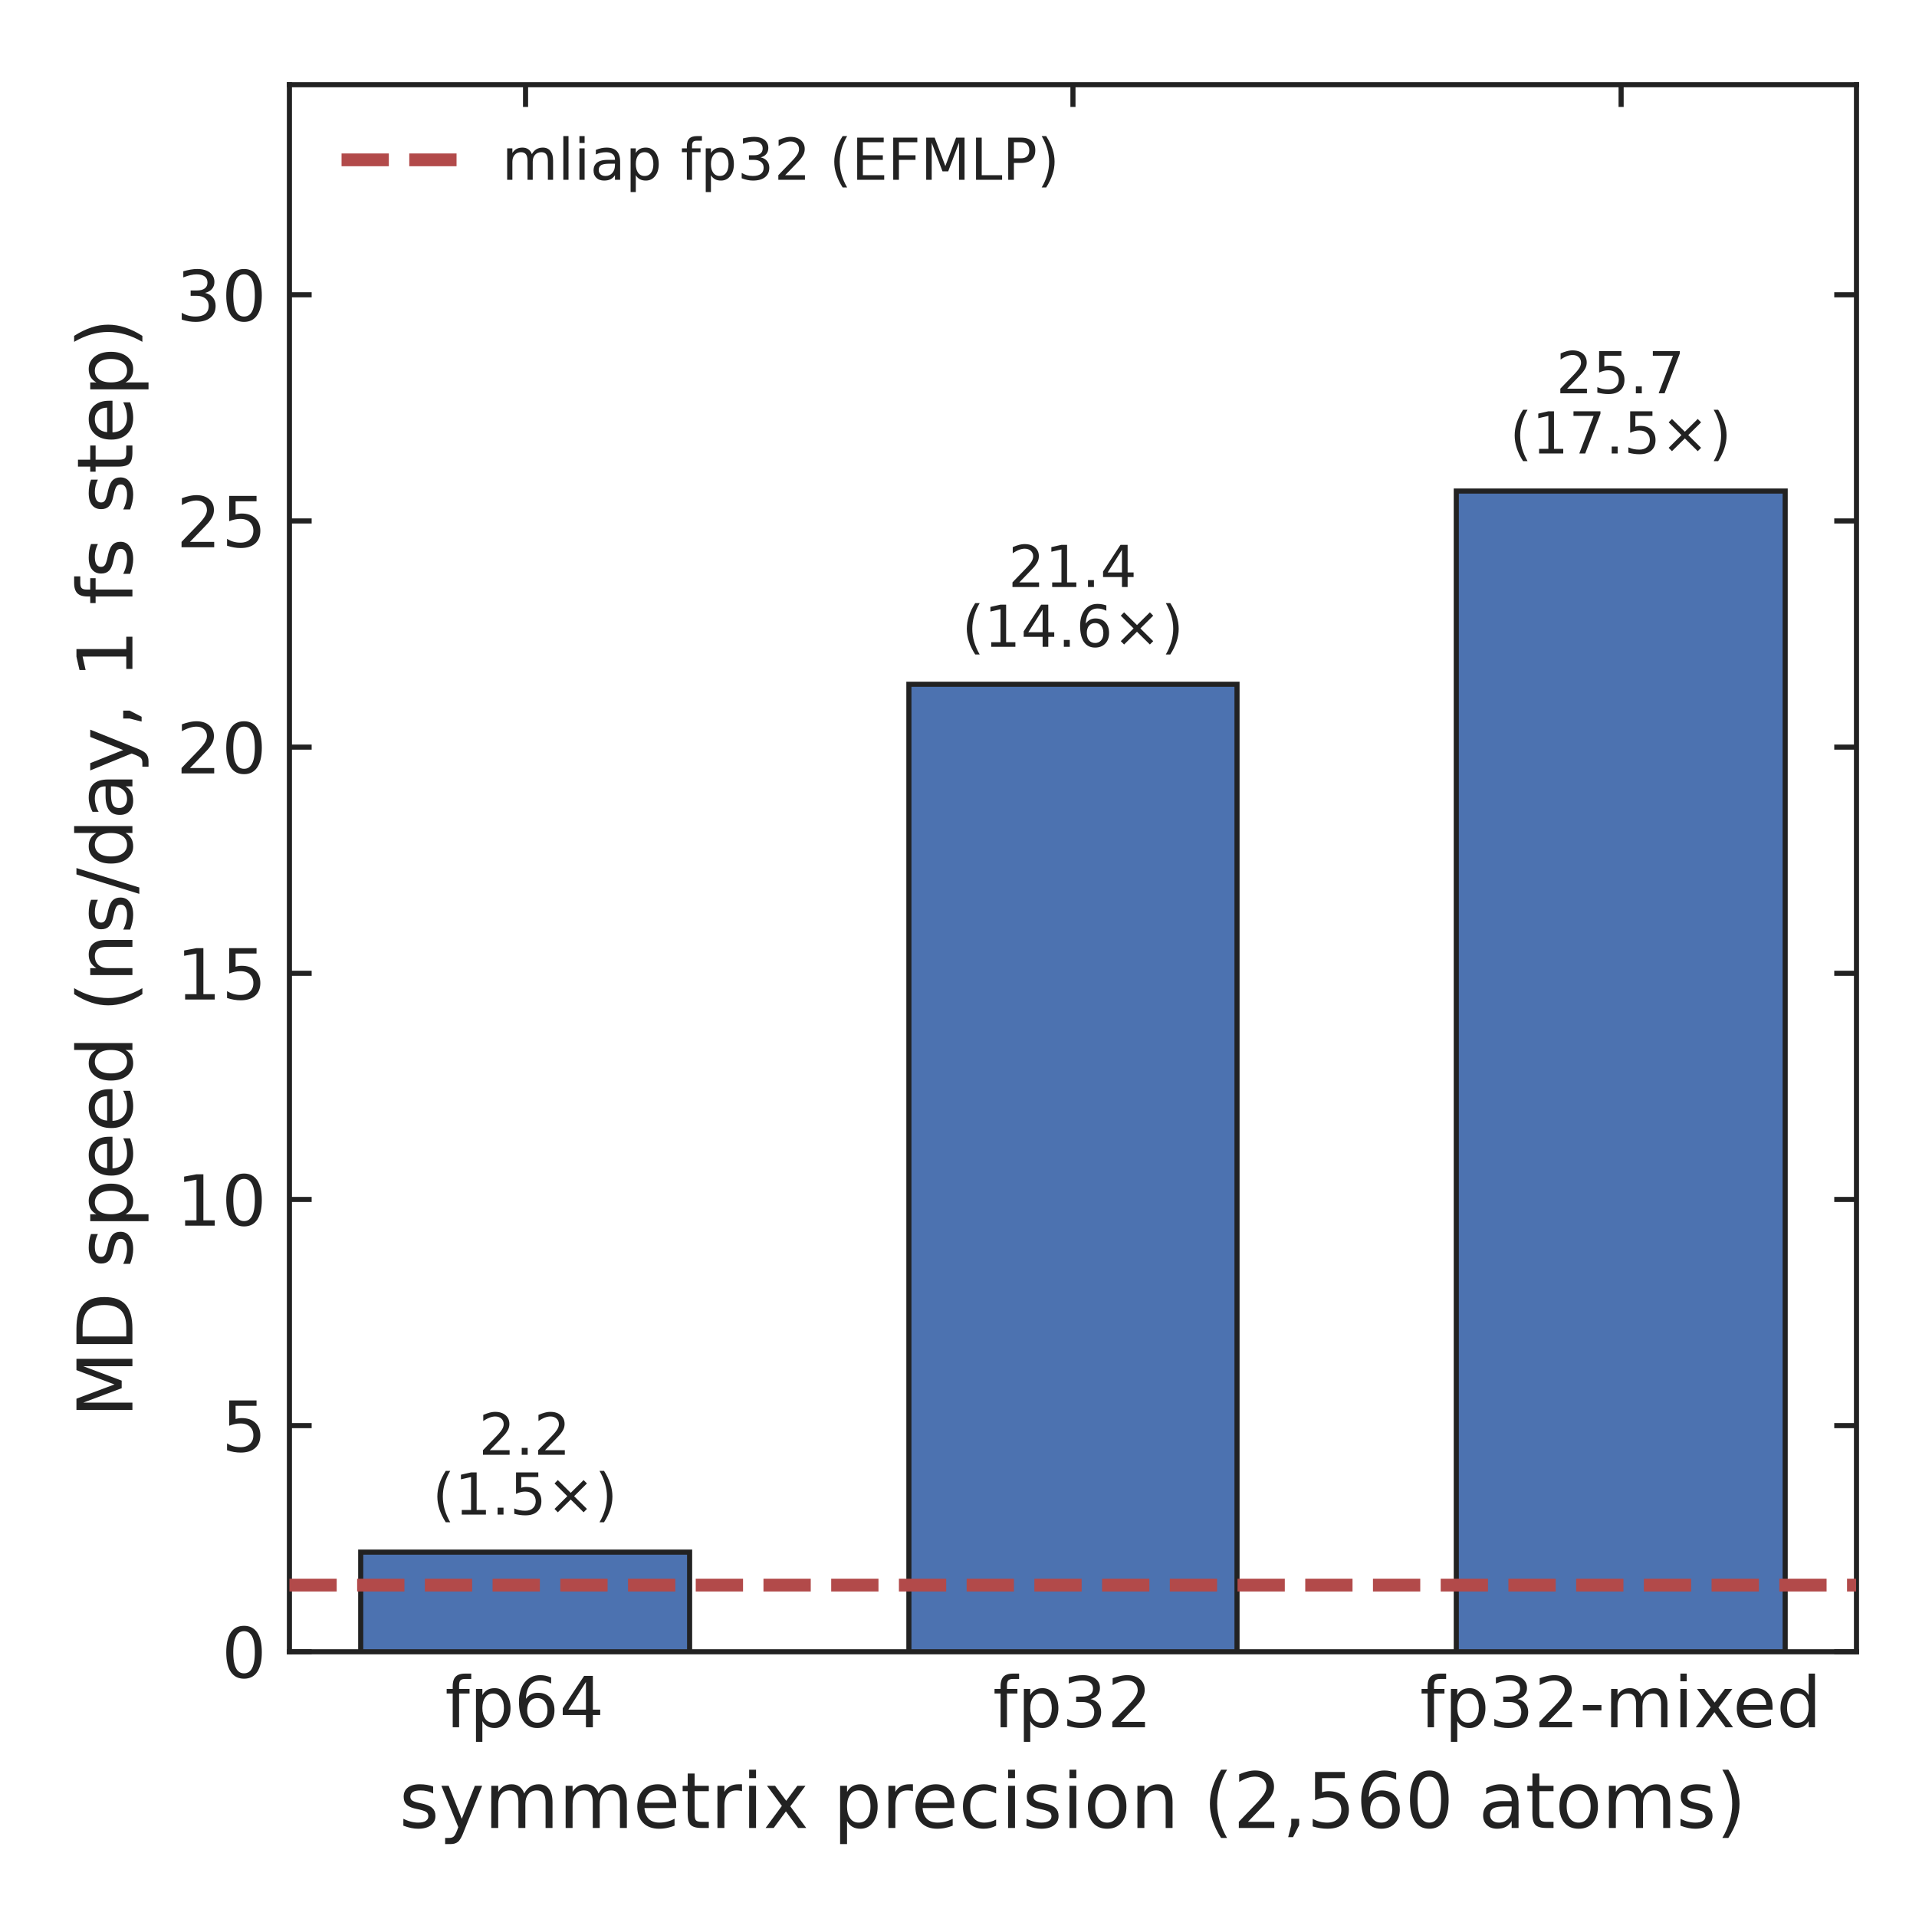 mliap fp32 (EFMLP)
MD speed (ns/day, 1 fs step)
30
25
20
15
10
5
0
2.2
(1.5×)
21.4
(14.6×)
25.7
(17.5×)
fp64
fp32
fp32-mixed
symmetrix precision (2,560 atoms)